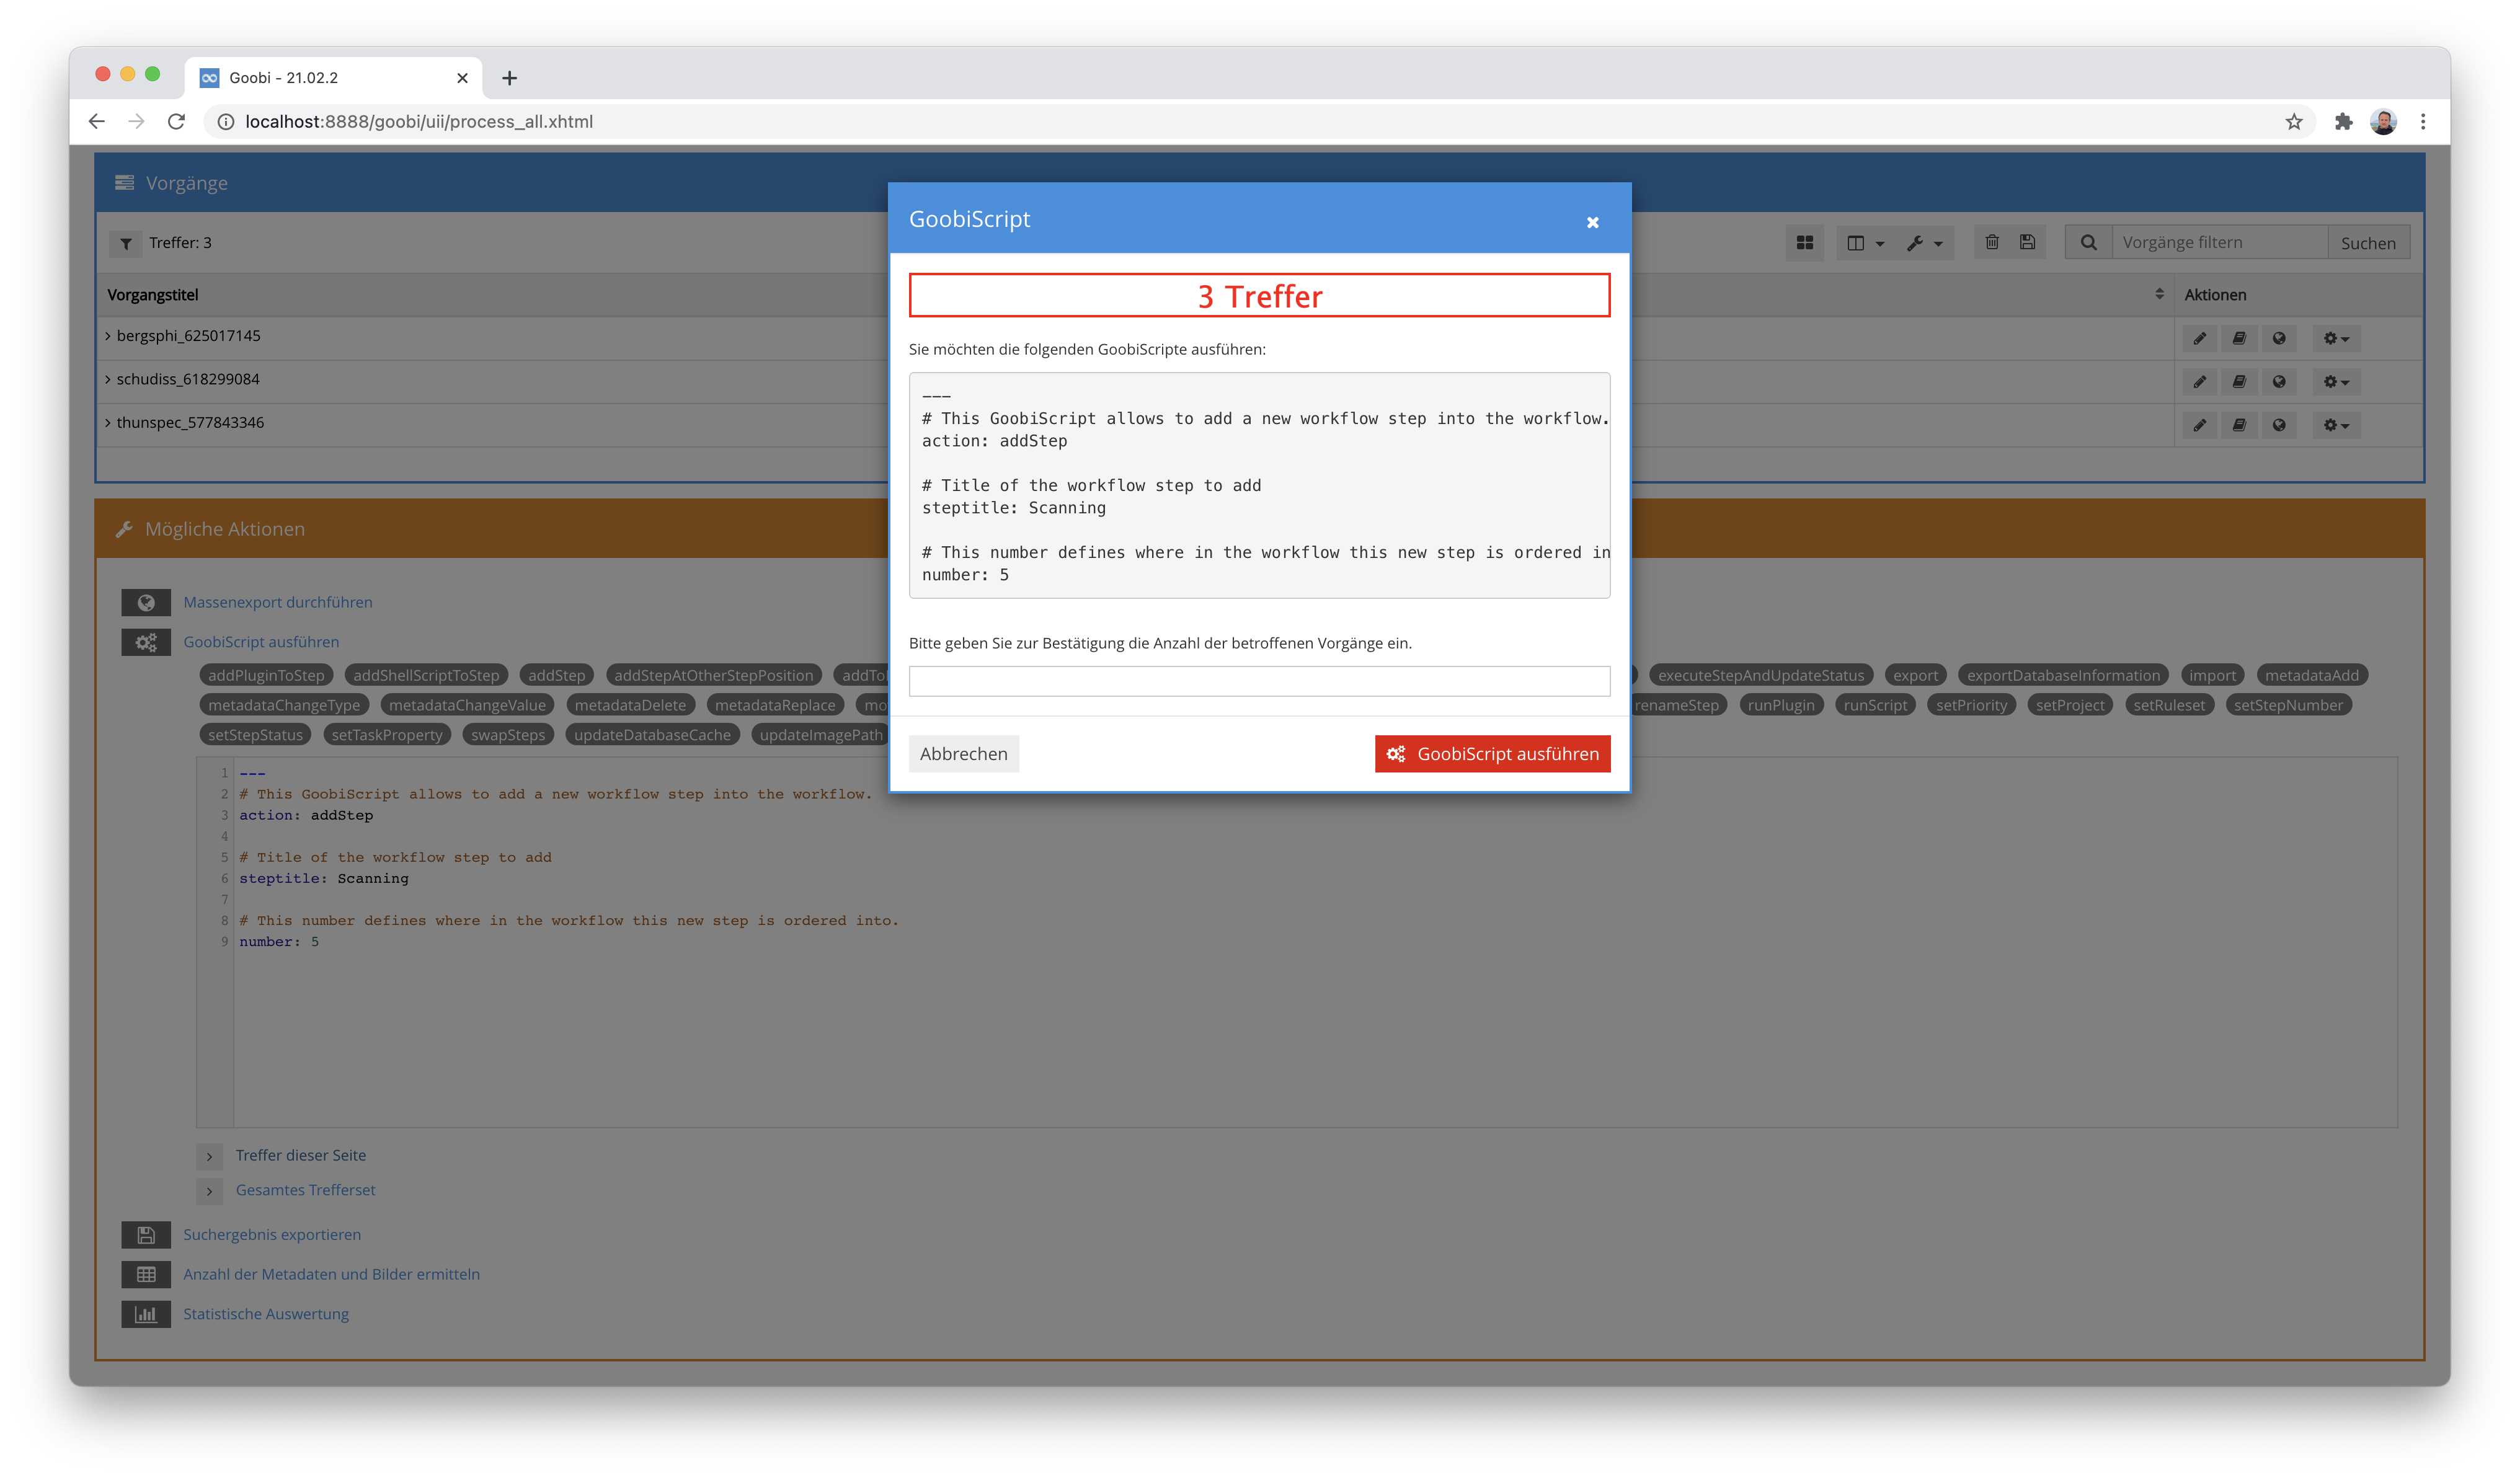 Goobi - 21.02.2
localhost:8888/goobi/uii/process_all.xhtml
Vorgänge
Treffer: 3
Vorgänge filtern
Suchen
Vorgangstitel
Aktionen
bergsphi_625017145
schudiss_618299084
thunspec_577843346
GoobiScript
3 Treffer
Sie möchten die folgenden GoobiScripte ausführen:
---
# This GoobiScript allows to add a new workflow step into the workflow.
action: addStep
# Title of the workflow step to add
steptitle: Scanning
# This number defines where in the workflow this new step is ordered in
number: 5
Bitte geben Sie zur Bestätigung die Anzahl der betroffenen Vorgänge ein.
Abbrechen
GoobiScript ausführen
Mögliche Aktionen
Massenexport durchführen
GoobiScript ausführen
addPluginToStep addShellScriptToStep addStep addStepAtOtherStepPosition executeStepAndUpdateStatus export exportDatabaseInformation import metadataAdd
metadataChangeType metadataChangeValue metadataDelete metadataReplace renameStep runPlugin runScript setPriority setProject setRuleset setStepNumber
setStepStatus setTaskProperty swapSteps updateDatabaseCache updateImagePath
1 ---
2 # This GoobiScript allows to add a new workflow step into the workflow.
3 action: addStep
4
5 # Title of the workflow step to add
6 steptitle: Scanning
7
8 # This number defines where in the workflow this new step is ordered into.
9 number: 5
Treffer dieser Seite
Gesamtes Trefferset
Suchergebnis exportieren
Anzahl der Metadaten und Bilder ermitteln
Statistische Auswertung